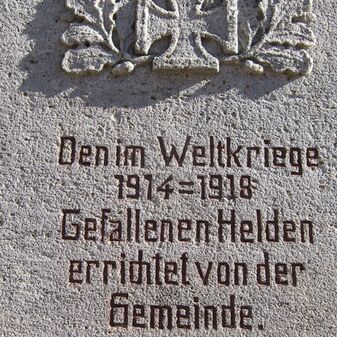 Den im Weltkriege
1914=1918
Gefallenen Helden
errichtet von der
Gemeinde.